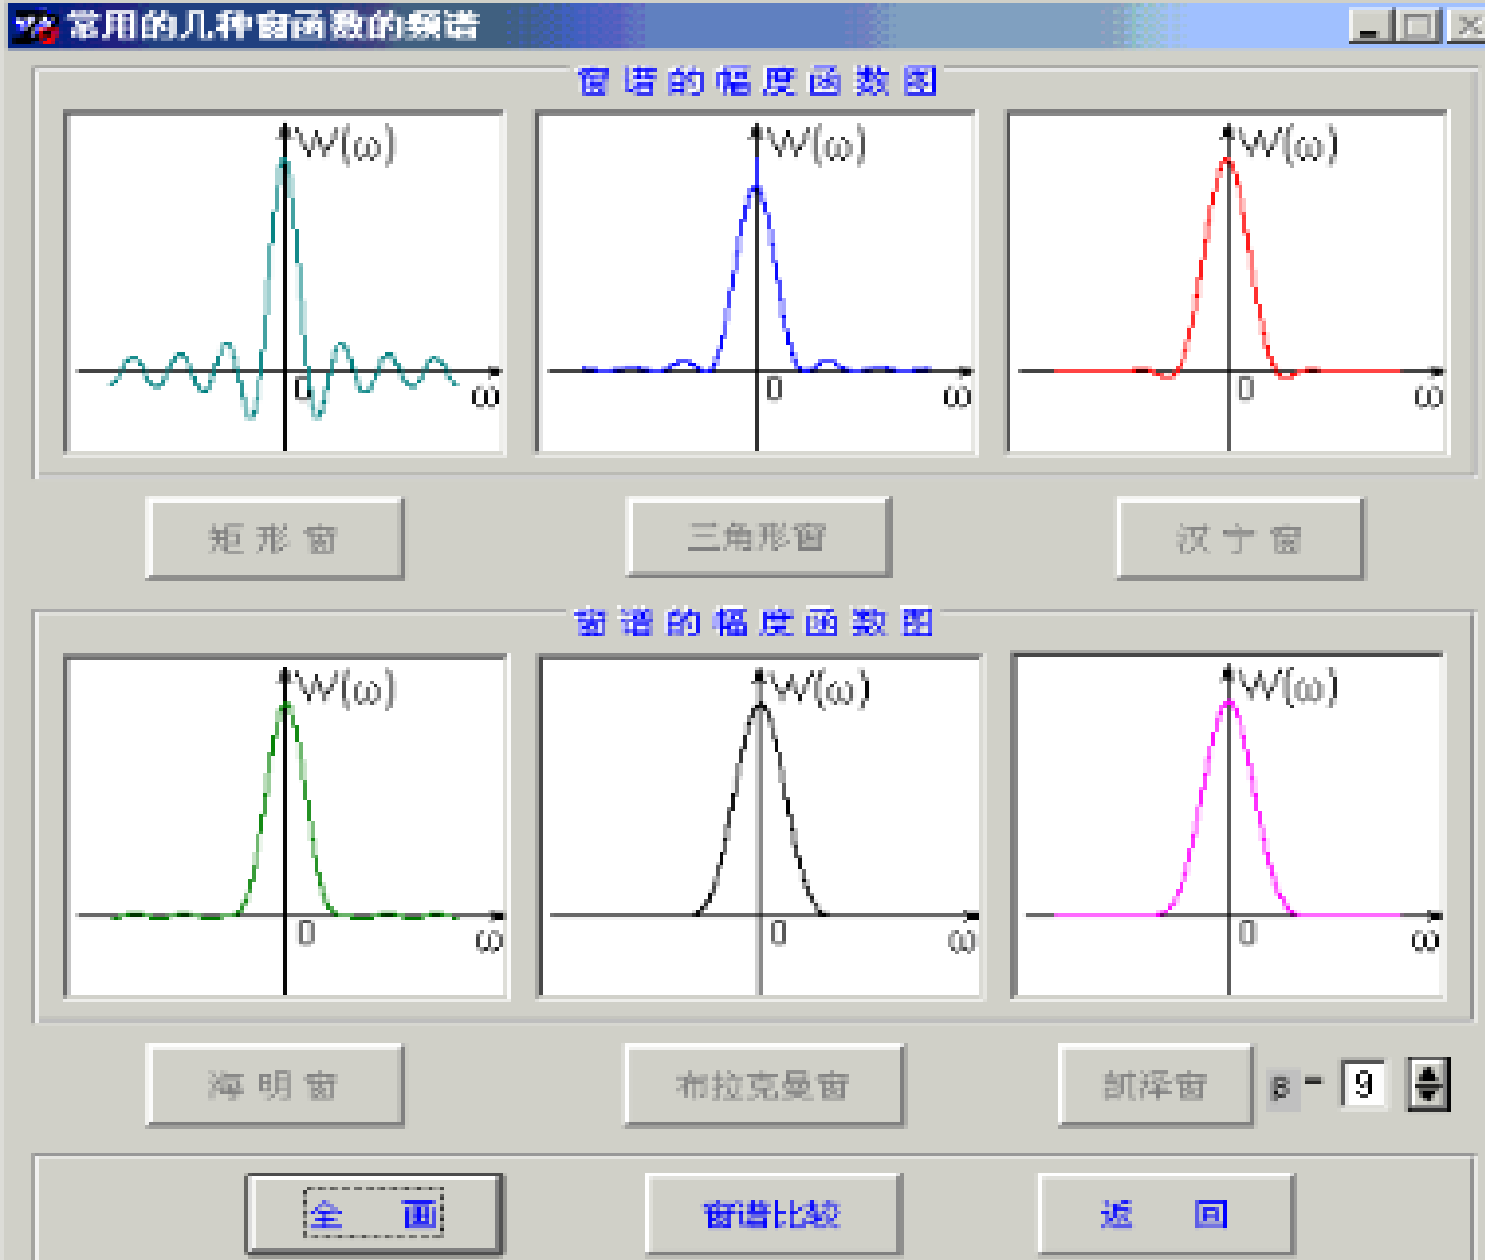 常用的几种窗函数的频谱
窗谱的幅度函数图
W(ω) W(ω) W(ω)
0 0 0
ω ω ω
矩形窗 三角形窗 汉宁窗
窗谱的幅度函数图
W(ω) W(ω) W(ω)
0 0 0
ω ω ω
海明窗 布拉克曼窗 凯泽窗 β= 9
全 画 窗谱比较 返 回